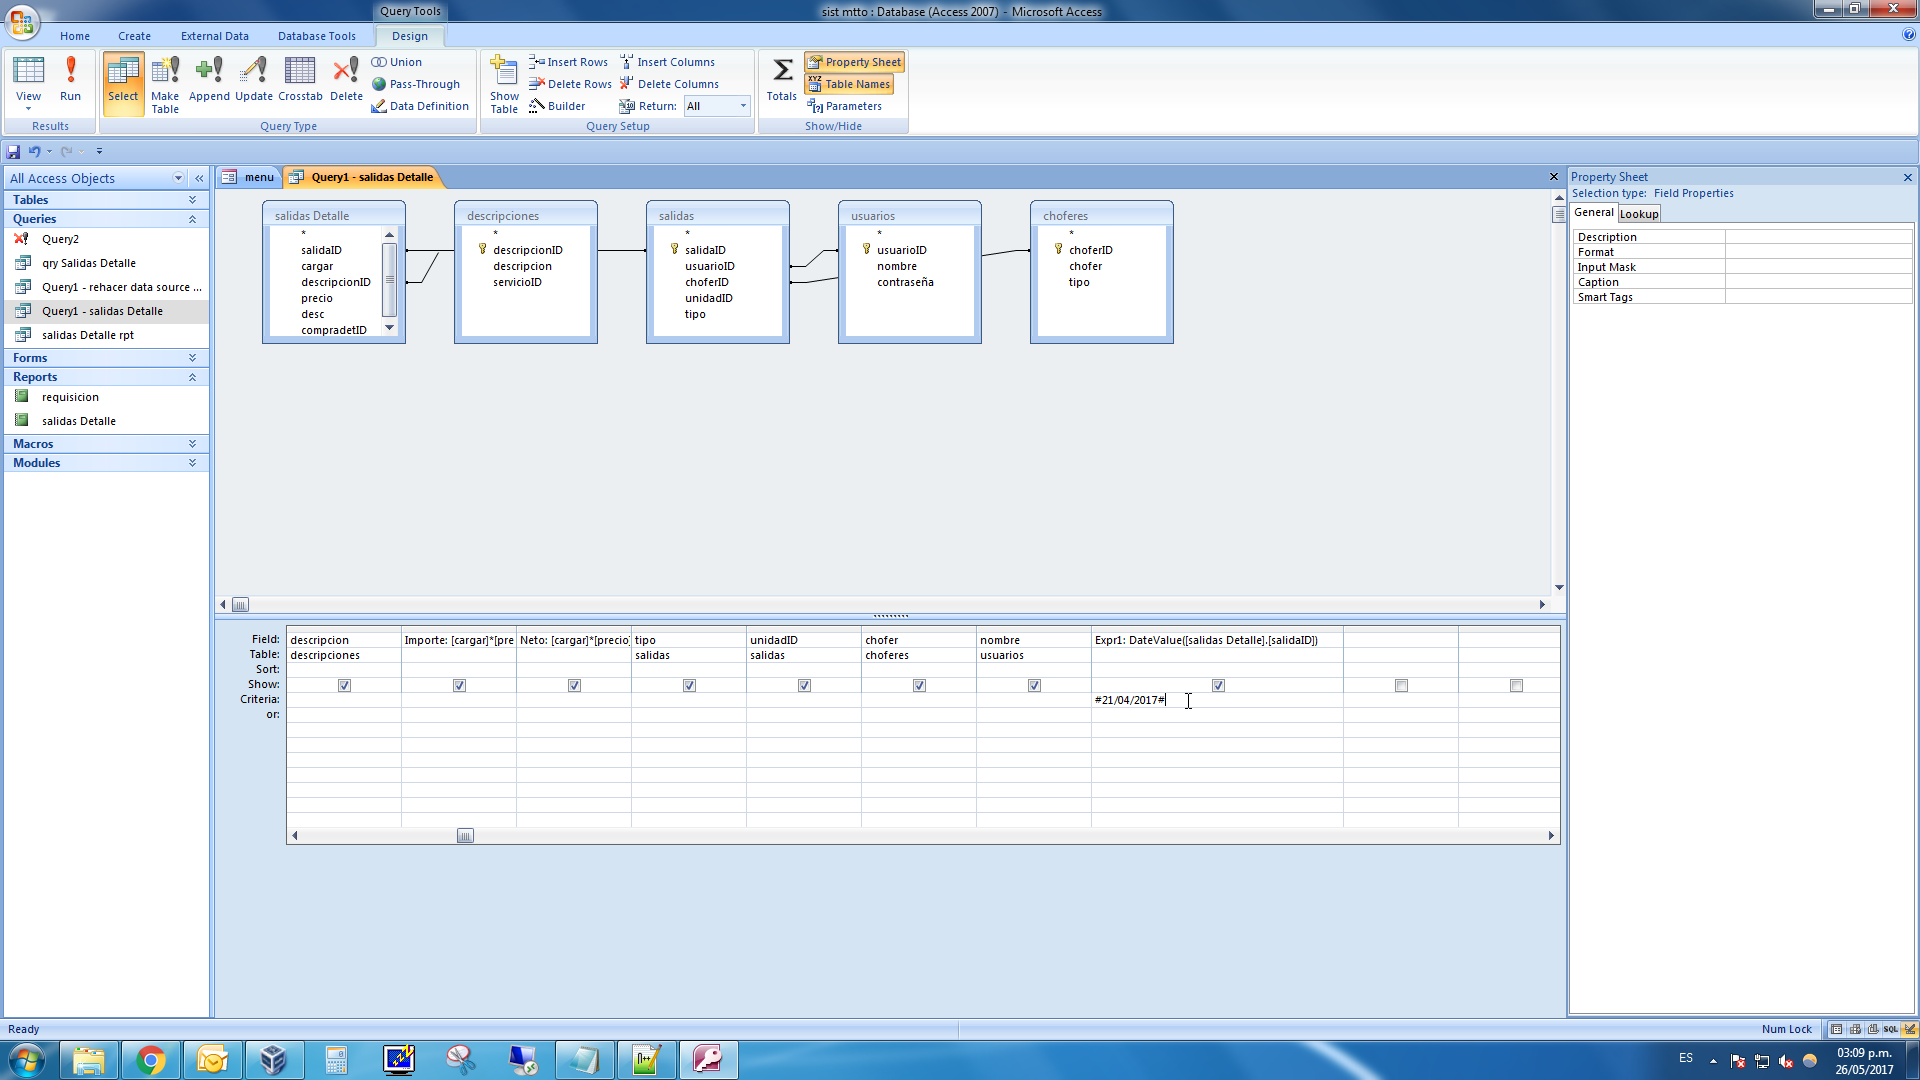 Query Tools
sist mtto : Database (Access 2007) - Microsoft Access
Home
Create
External Data
Database Tools
Design
View
Run
Results
Select
Make Table
Append
Update
Crosstab
Delete
Union
Pass-Through
Data Definition
Query Type
Show Table
Insert Rows
Delete Rows
Builder
Insert Columns
Delete Columns
Return: All
Query Setup
Totals
Property Sheet
Table Names
Parameters
Show/Hide
All Access Objects
Tables
Queries
Query2
qry Salidas Detalle
Query1 - rehacer data source ...
Query1 - salidas Detalle
salidas Detalle rpt
Forms
Reports
requisicion
salidas Detalle
Macros
Modules
menu
Query1 - salidas Detalle
salidas Detalle
*
salidaID
cargar
descripcionID
precio
desc
compradetID
descripciones
*
descripcionID
descripcion
servicioID
salidas
*
salidaID
usuarioID
choferID
unidadID
tipo
usuarios
*
usuarioID
nombre
contraseña
choferes
*
choferID
chofer
tipo
Property Sheet
Selection type: Field Properties
General
Lookup
Description
Format
Input Mask
Caption
Smart Tags
Field: descripcion Importe: [cargar]*[pre Neto: [cargar]*[precio] tipo unidadID chofer nombre Expr1: DateValue([salidas Detalle].[salidaID])
Table: descripciones salidas salidas choferes usuarios
Sort:
Show:
Criteria: #21/04/2017#
or:
Ready
Num Lock
SQL
ES
03:09 p.m.
26/05/2017